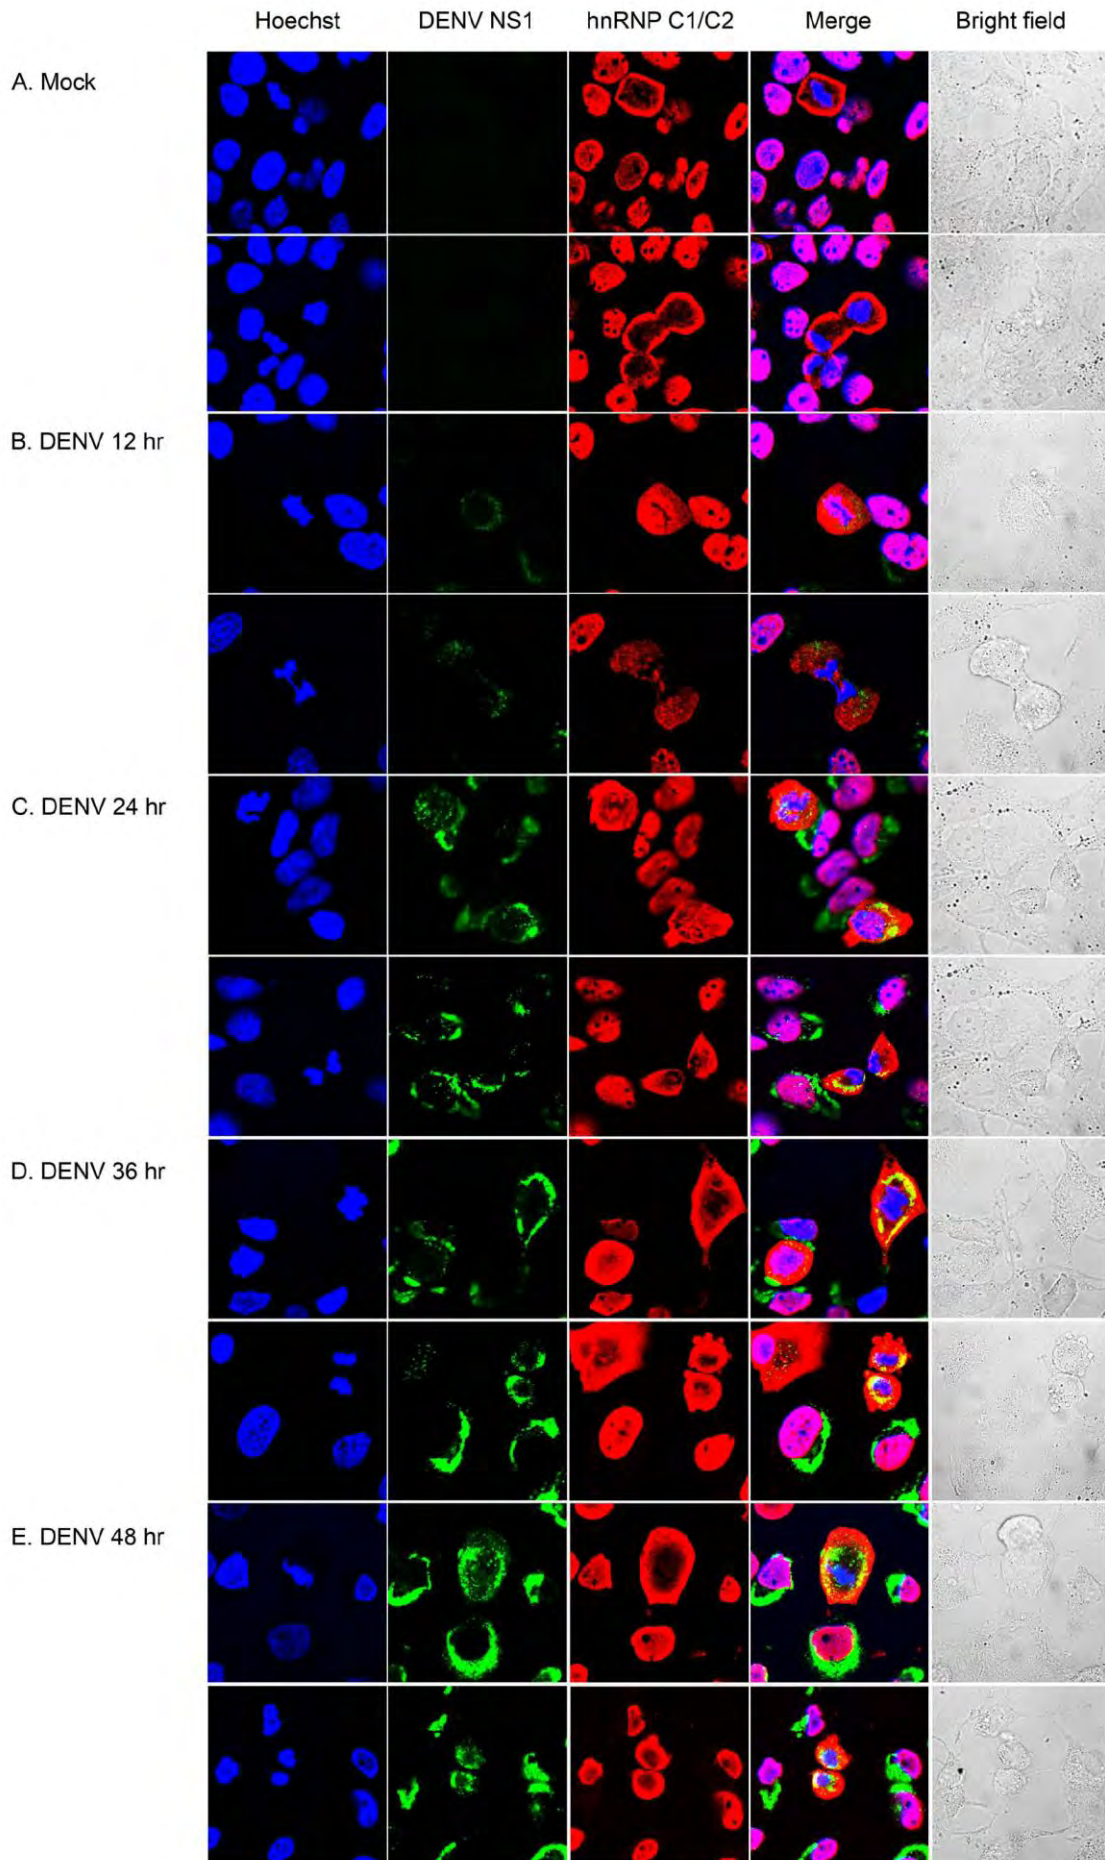 Hoechst DENV NS1 hnRNP C1/C2 Merge Bright field
A. Mock
B. DENV 12 hr
C. DENV 24 hr
D. DENV 36 hr
E. DENV 48 hr